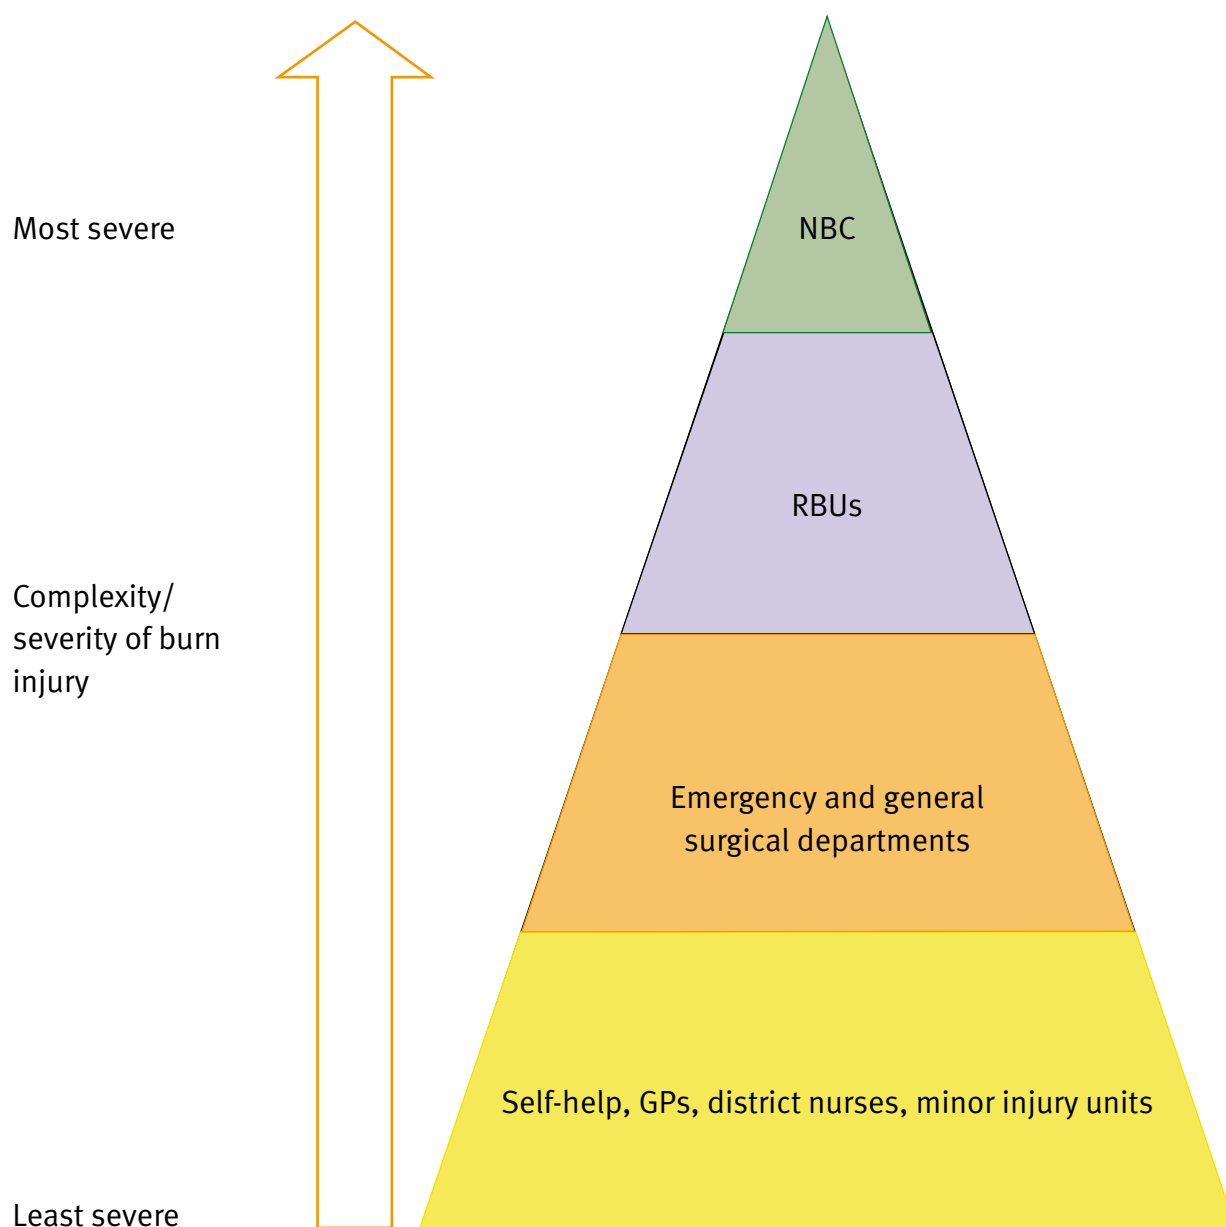 Most severe
NBC
RBUs
Complexity/
severity of burn
injury
Emergency and general
surgical departments
Self-help, GPs, district nurses, minor injury units
Least severe